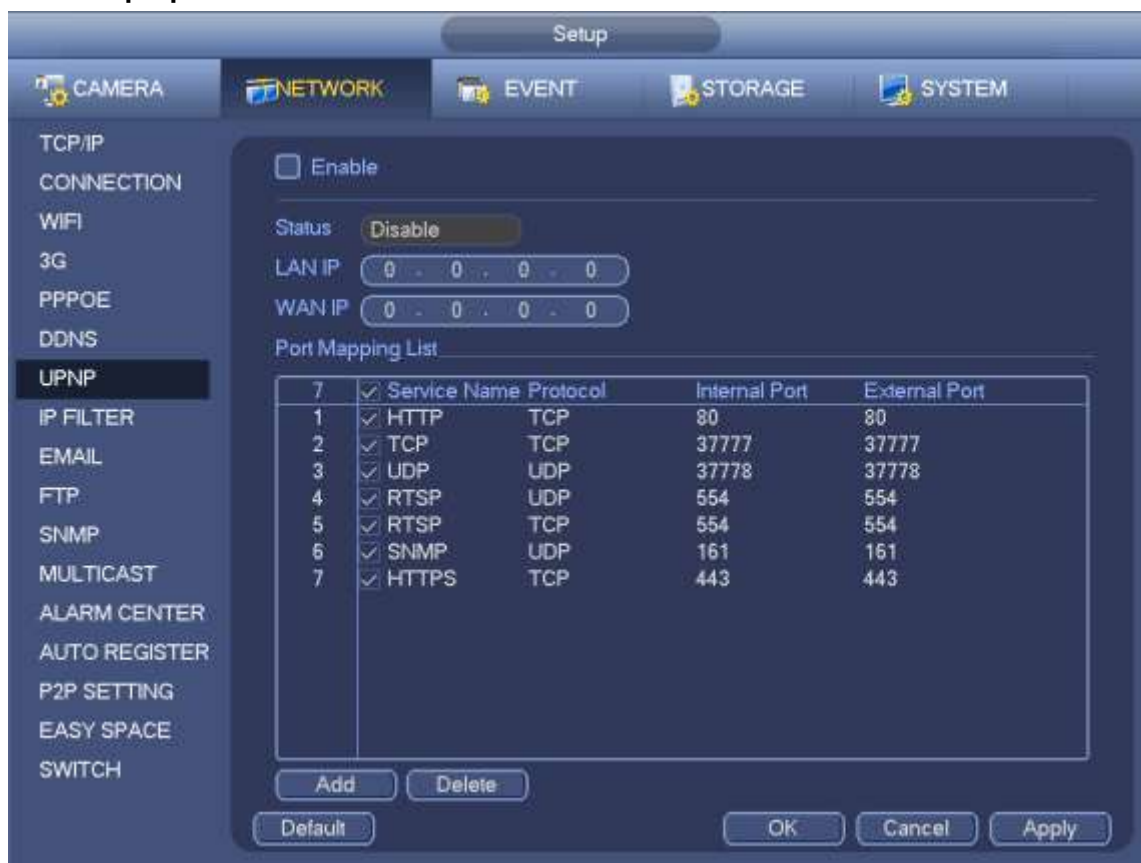 Setup
CAMERA NETWORK EVENT STORAGE SYSTEM
TCP/IP
CONNECTION
WIFI
3G
PPPOE
DDNS
UPNP
IP FILTER
EMAIL
FTP
SNMP
MULTICAST
ALARM CENTER
AUTO REGISTER
P2P SETTING
EASY SPACE
SWITCH
Enable
Status Disable
LAN IP 0 . 0 . 0 . 0
WAN IP 0 . 0 . 0 . 0
Port Mapping List
7 Service Name Protocol Internal Port External Port
1 HTTP TCP 80 80
2 TCP TCP 37777 37777
3 UDP UDP 37778 37778
4 RTSP UDP 554 554
5 RTSP TCP 554 554
6 SNMP UDP 161 161
7 HTTPS TCP 443 443
Add Delete
Default OK Cancel Apply